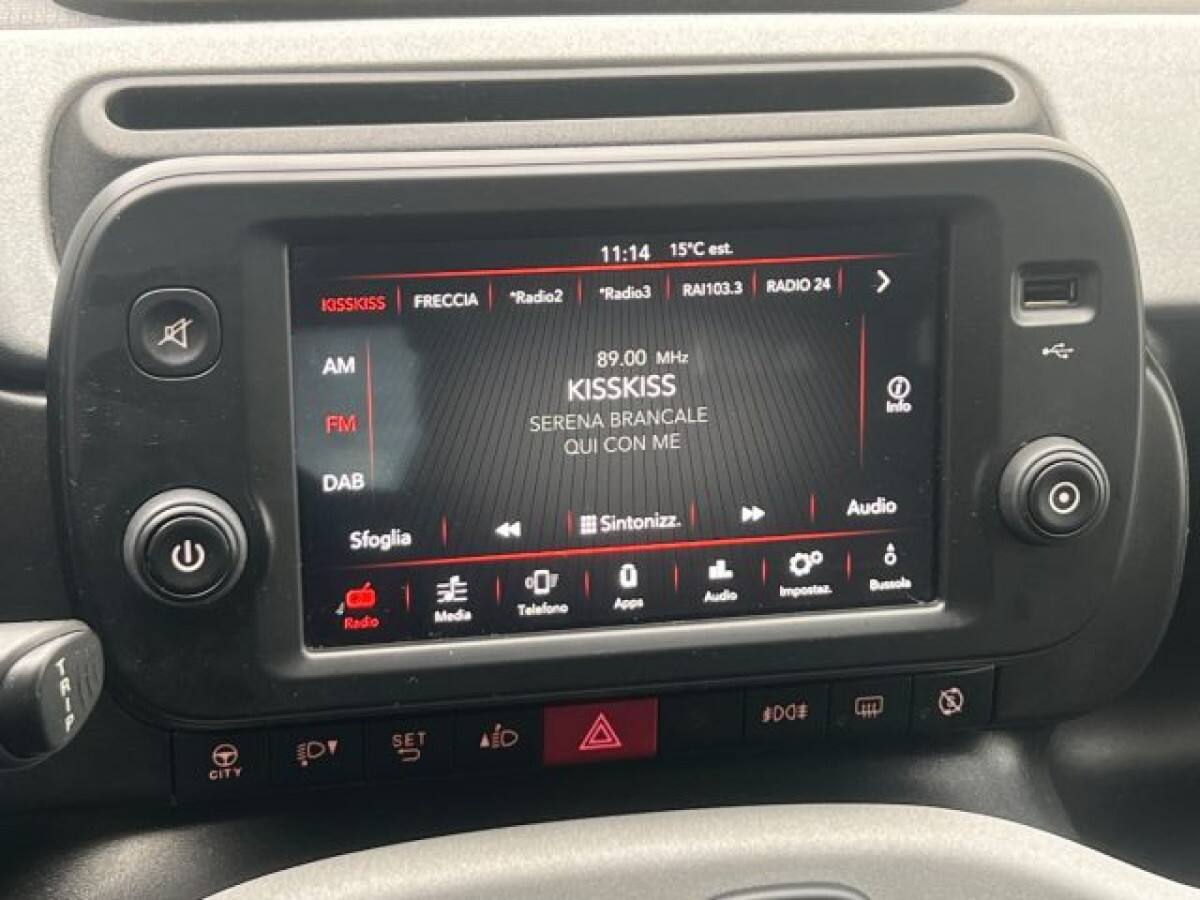 11:14 15°C est.
KISSKISS FRECCIA *Radio2 *Radio3 RAI103.3 RADIO 24
AM
89.00 MHz
KISSKISS
Info
FM
SERENA BRANCALE
QUI CON ME
DAB
Sfoglia Sintonizz. Audio
Radio Media Telefono Apps Audio Impostaz. Bussola
TRIP
CITY
SET